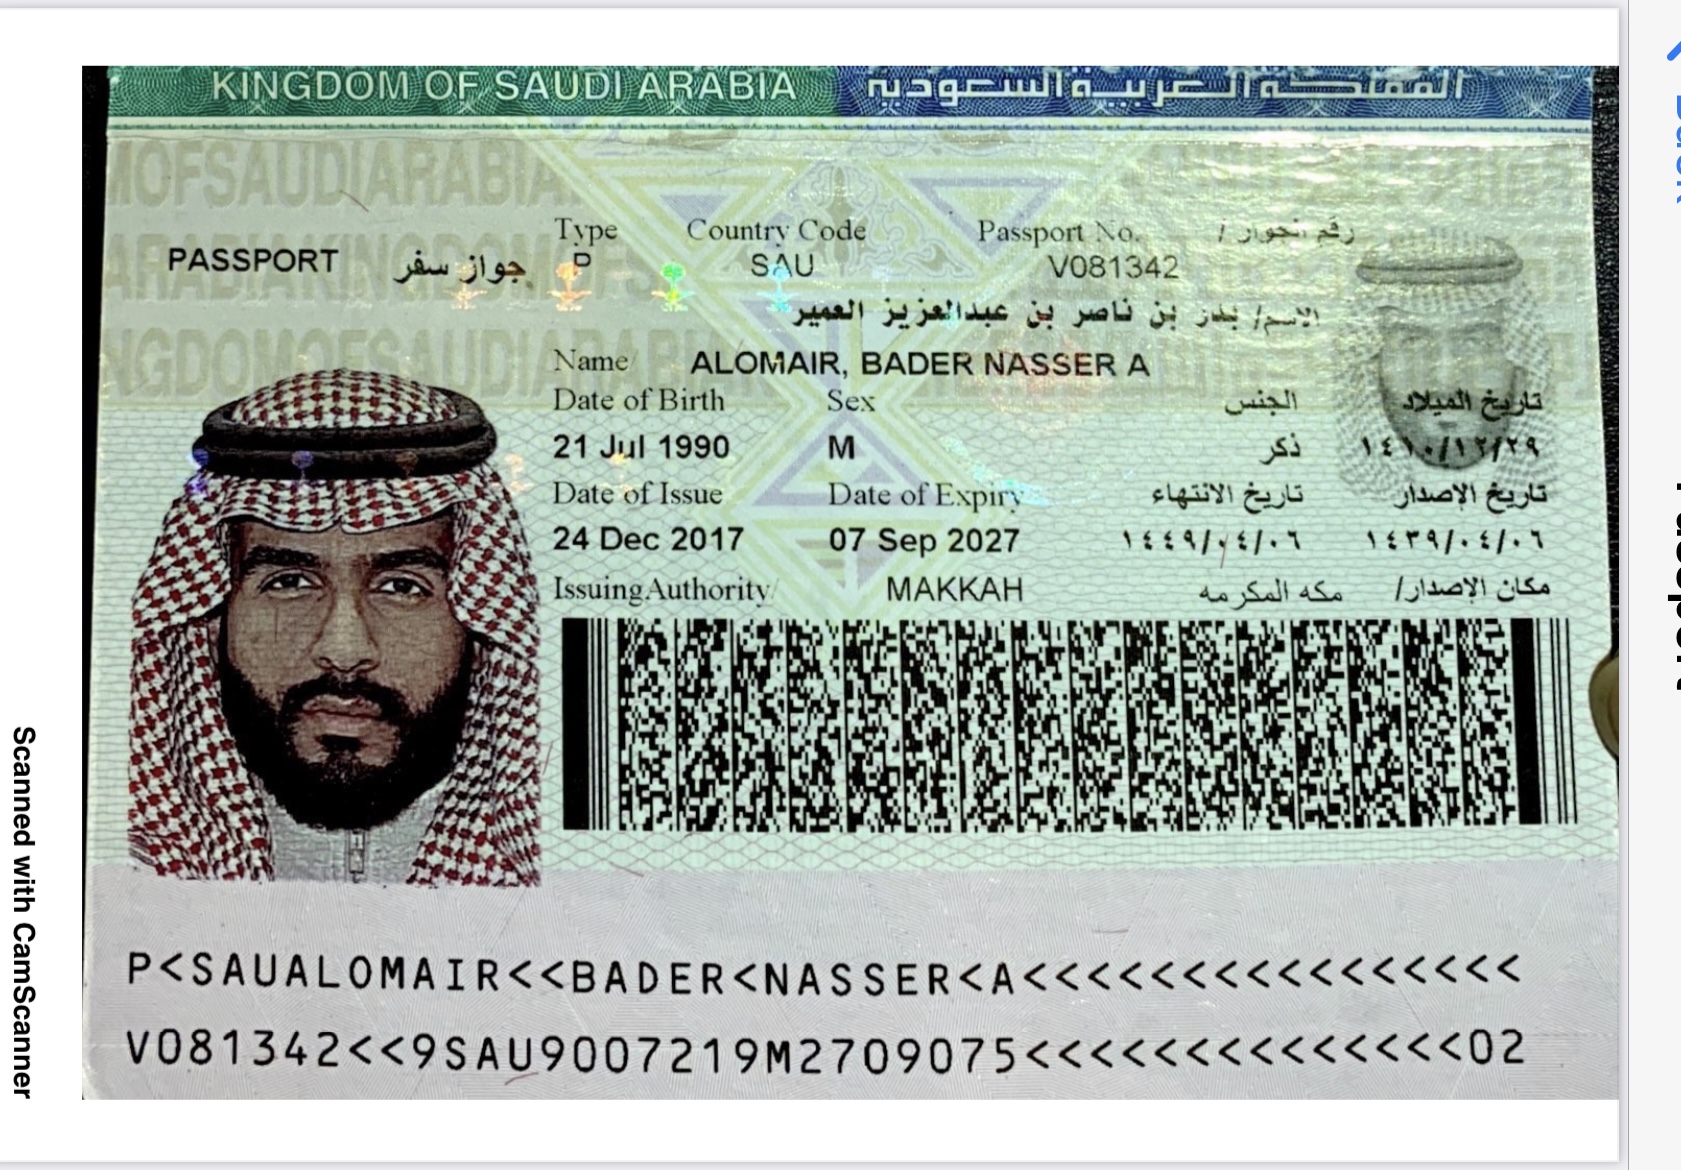 KINGDOM OF SAUDI ARABIA المملكة العربية السعودية
PASSPORT جواز سفر
Type Country Code Passport No. رقم الجواز /
P SAU V081342
الاسم/ بدر بن ناصر بن عبدالعزيز العمير
Name/ ALOMAIR, BADER NASSER A
Date of Birth Sex الجنس تاريخ الميلاد
21 Jul 1990 M ذكر ١٤١٠/١٢/٢٩
Date of Issue Date of Expiry تاريخ الانتهاء تاريخ الإصدار
24 Dec 2017 07 Sep 2027 ١٤٤٩/٠٤/٠٦ ١٤٣٩/٠٤/٠٦
Issuing Authority/ MAKKAH مكه المكرمه مكان الإصدار/
P<SAUALOMAIR<<BADER<NASSER<A<<<<<<<<<<<<<<<<
V081342<<9SAU9007219M2709075<<<<<<<<<<<<<<02
Scanned with CamScanner